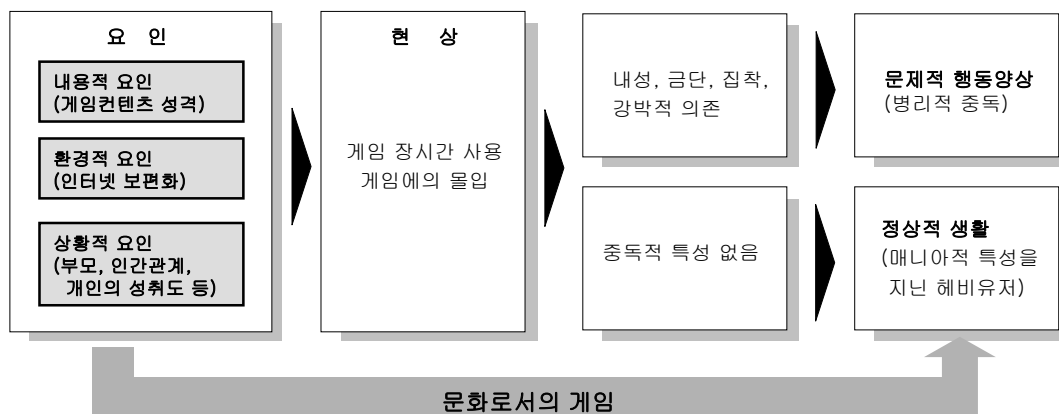 요 인
내용적 요인
(게임컨텐츠 성격)
환경적 요인
(인터넷 보편화)
상황적 요인
(부모, 인간관계,
개인의 성취도 등)
현 상
게임 장시간 사용
게임에의 몰입
내성, 금단, 집착,
강박적 의존
문제적 행동양상
(병리적 중독)
중독적 특성 없음
정상적 생활
(매니아적 특성을
지닌 헤비유저)
문화로서의 게임